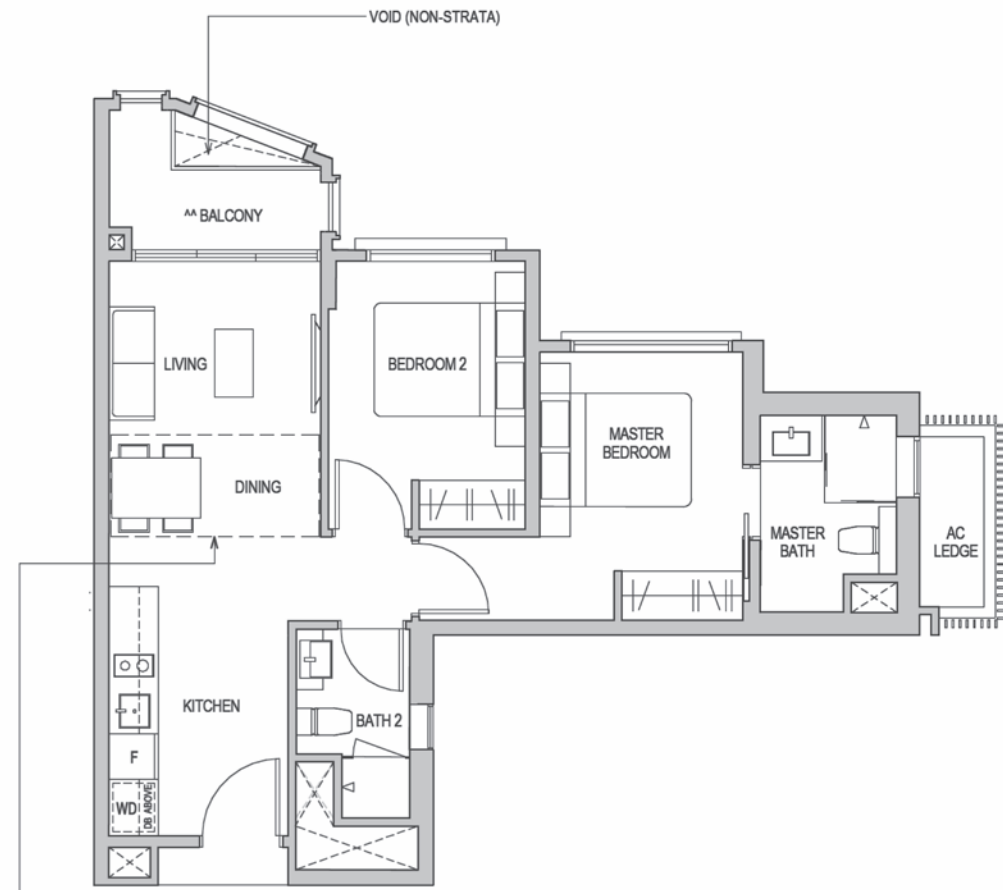 VOID (NON-STRATA)
^^ BALCONY
LIVING
BEDROOM 2
MASTER
BEDROOM
DINING
MASTER
BATH
AC
LEDGE
KITCHEN
BATH 2
F
WD
DB ABOVE